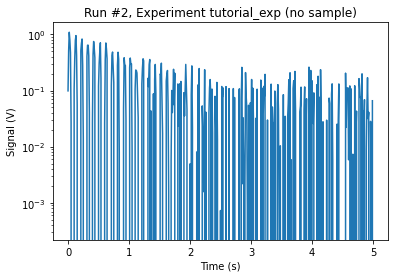 Run #2, Experiment tutorial_exp (no sample)
Signal (V)
10⁰
10⁻¹
10⁻²
10⁻³
0 1 2 3 4 5
Time (s)